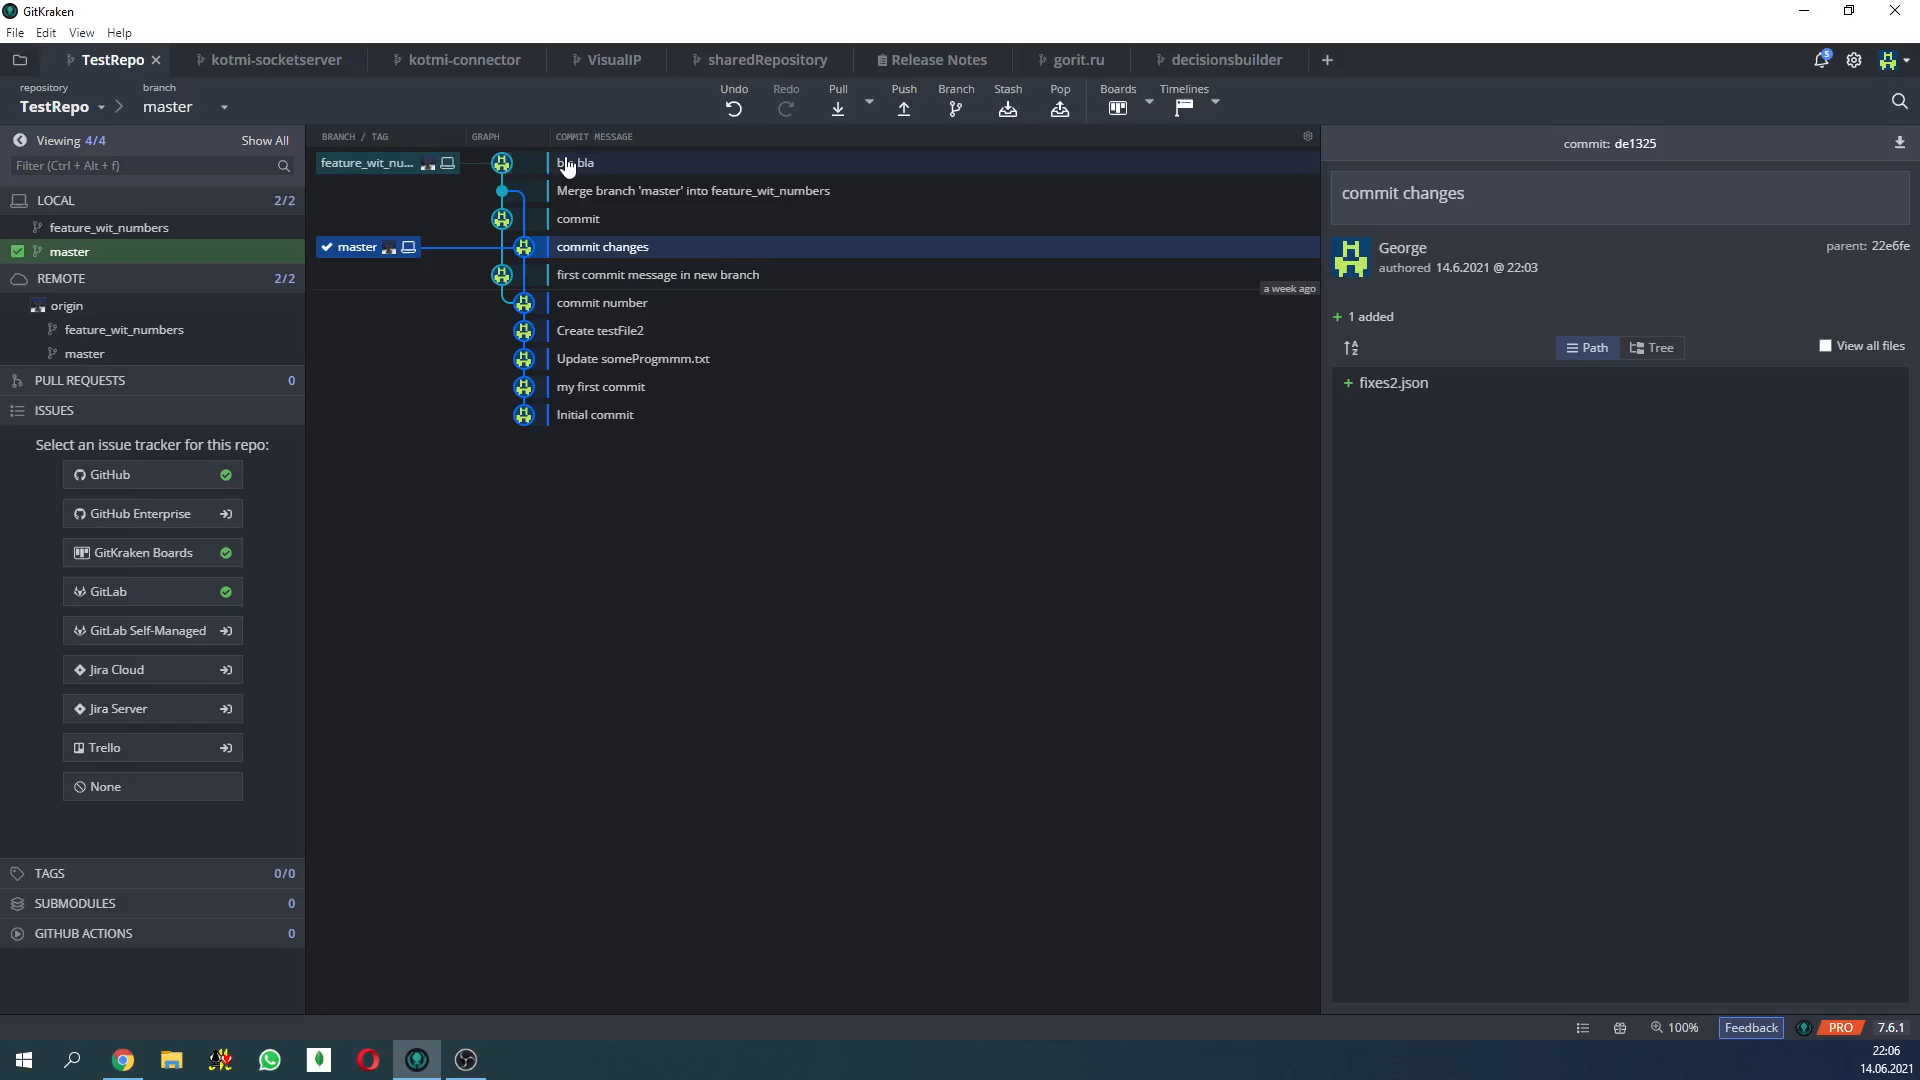 GitKraken
File Edit View Help
TestRepo kotmi-socketserver kotmi-connector VisualIP sharedRepository Release Notes gorit.ru decisionsbuilder
5
repository branch
TestRepo master
Undo Redo Pull Push Branch Stash Pop Boards Timelines
Viewing 4/4 Show All
Filter (Ctrl + Alt + f)
LOCAL 2/2
feature_wit_numbers
master
REMOTE 2/2
origin
feature_wit_numbers
master
PULL REQUESTS 0
ISSUES
Select an issue tracker for this repo:
GitHub
GitHub Enterprise
GitKraken Boards
GitLab
GitLab Self-Managed
Jira Cloud
Jira Server
Trello
None
TAGS 0/0
SUBMODULES 0
GITHUB ACTIONS 0
BRANCH / TAG GRAPH COMMIT MESSAGE
feature_wit_nu... bla
Merge branch 'master' into feature_wit_numbers
commit
master commit changes
first commit message in new branch
a week ago
commit number
Create testFile2
Update someProgmmm.txt
my first commit
Initial commit
commit: de1325
commit changes
George
authored 14.6.2021 @ 22:03
parent: 22e6fe
+ 1 added
Path Tree View all files
+ fixes2.json
100% Feedback PRO 7.6.1
22:06
14.06.2021